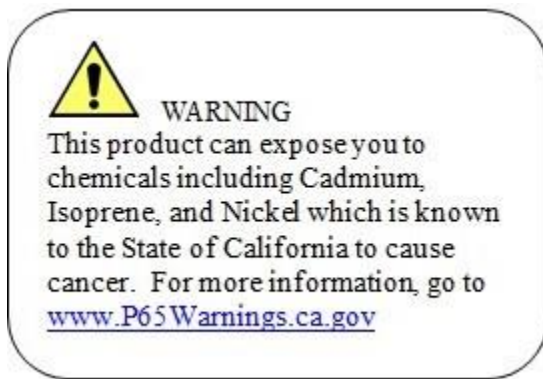 WARNING
This product can expose you to
chemicals including Cadmium,
Isoprene, and Nickel which is known
to the State of California to cause
cancer.  For more information, go to
www.P65Warnings.ca.gov